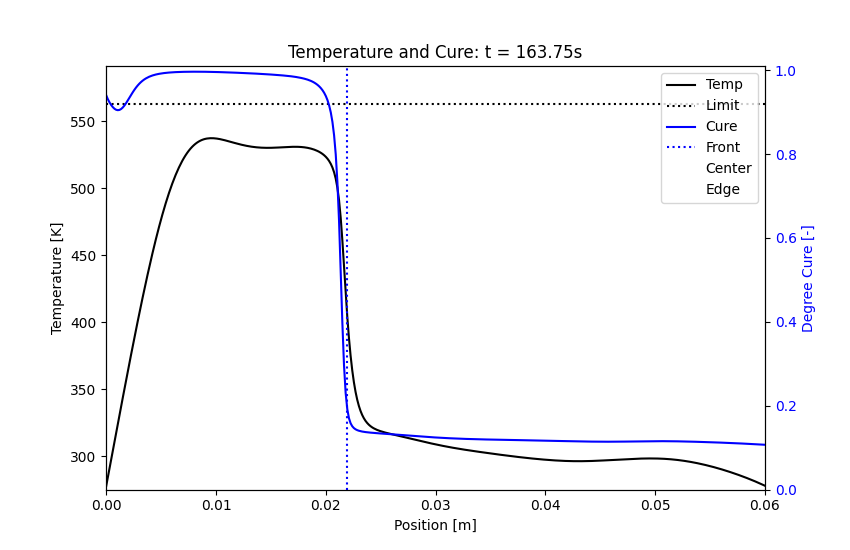 Temperature and Cure: t = 163.75s
Temp
Limit
Cure
Front
Center
Edge
Temperature [K]
550
500
450
400
350
300
Degree Cure [-]
1.0
0.8
0.6
0.4
0.2
0.0
0.00 0.01 0.02 0.03 0.04 0.05 0.06
Position [m]